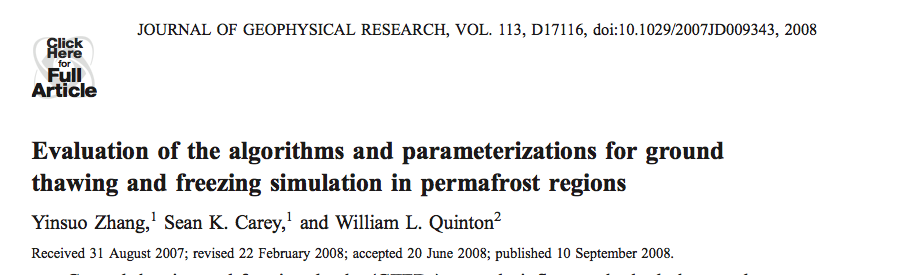 JOURNAL OF GEOPHYSICAL RESEARCH, VOL. 113, D17116, doi:10.1029/2007JD009343, 2008
Click
Here
for
Full
Article
Evaluation of the algorithms and parameterizations for ground
thawing and freezing simulation in permafrost regions
Yinsuo Zhang,1 Sean K. Carey,1 and William L. Quinton2
Received 31 August 2007; revised 22 February 2008; accepted 20 June 2008; published 10 September 2008.